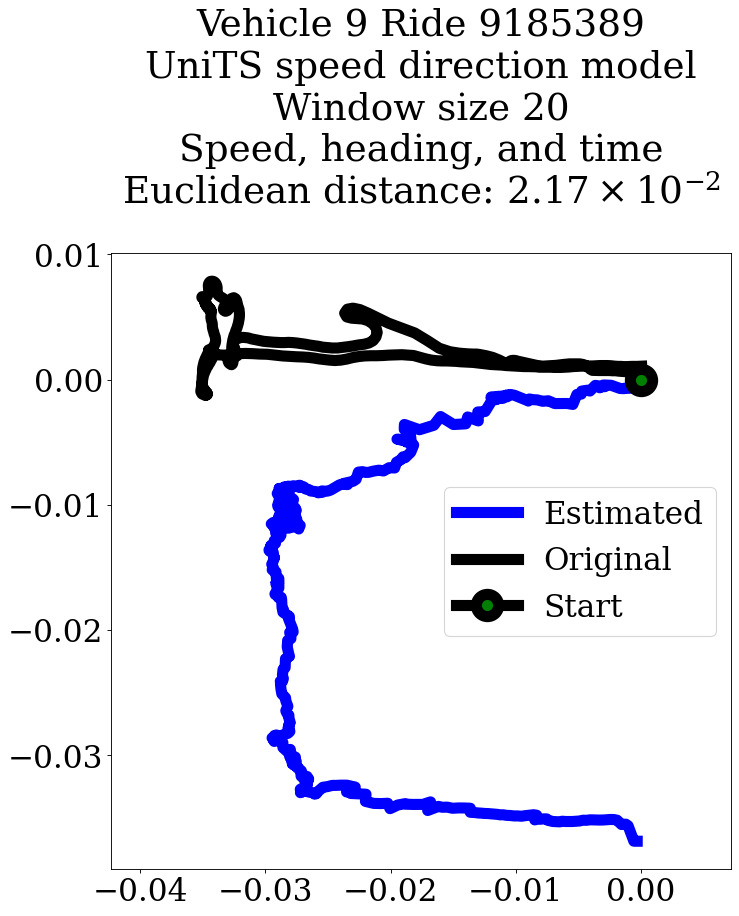 Vehicle 9 Ride 9185389
UniTS speed direction model
Window size 20
Speed, heading, and time
Euclidean distance: 2.17 × 10⁻²
0.01
0.00
−0.01
−0.02
−0.03
Estimated
Original
Start
−0.04 −0.03 −0.02 −0.01 0.00